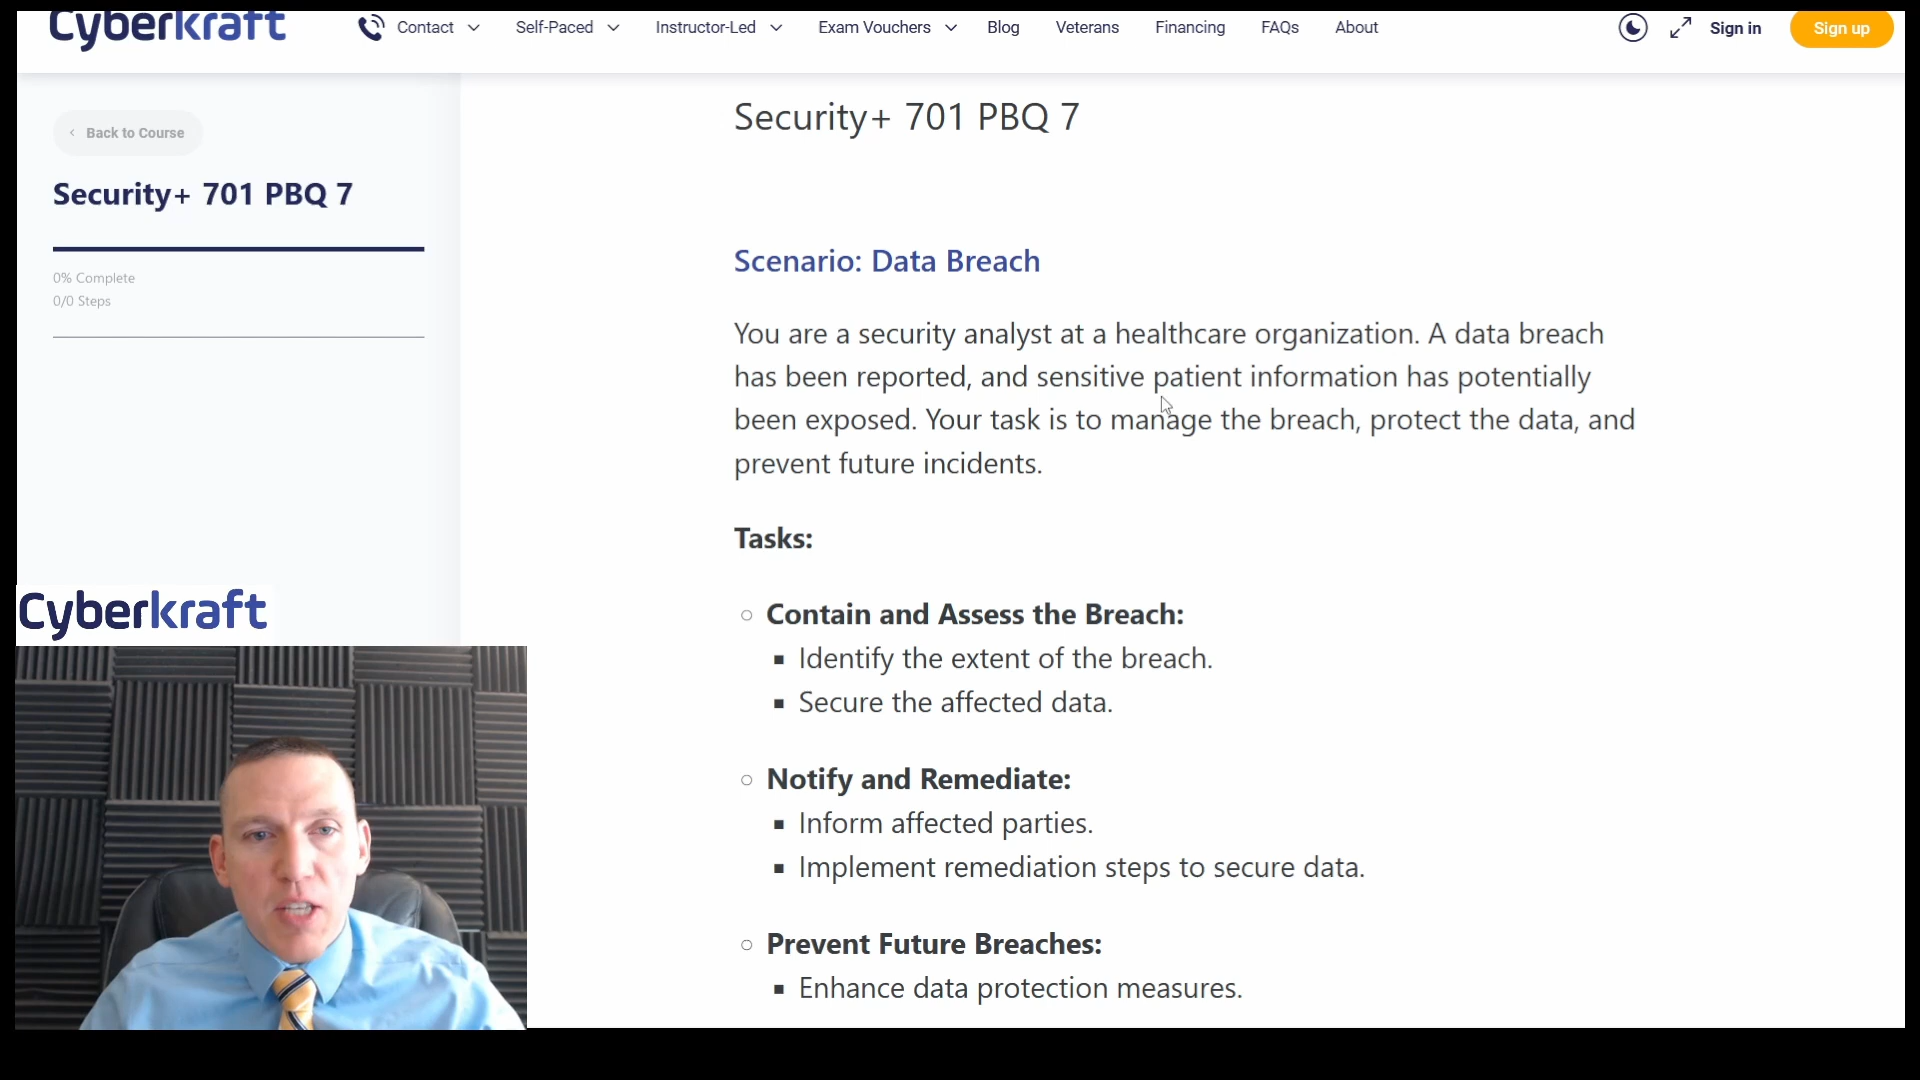 Cyberkraft
Contact
Self-Paced
Instructor-Led
Exam Vouchers
Blog
Veterans
Financing
FAQs
About
Sign in
Sign up
Back to Course
Security+ 701 PBQ 7
0% Complete
0/0 Steps
Security+ 701 PBQ 7
Scenario: Data Breach
You are a security analyst at a healthcare organization. A data breach
has been reported, and sensitive patient information has potentially
been exposed. Your task is to manage the breach, protect the data, and
prevent future incidents.
Tasks:
Contain and Assess the Breach:
Identify the extent of the breach.
Secure the affected data.
Notify and Remediate:
Inform affected parties.
Implement remediation steps to secure data.
Prevent Future Breaches:
Enhance data protection measures.
Cyberkraft